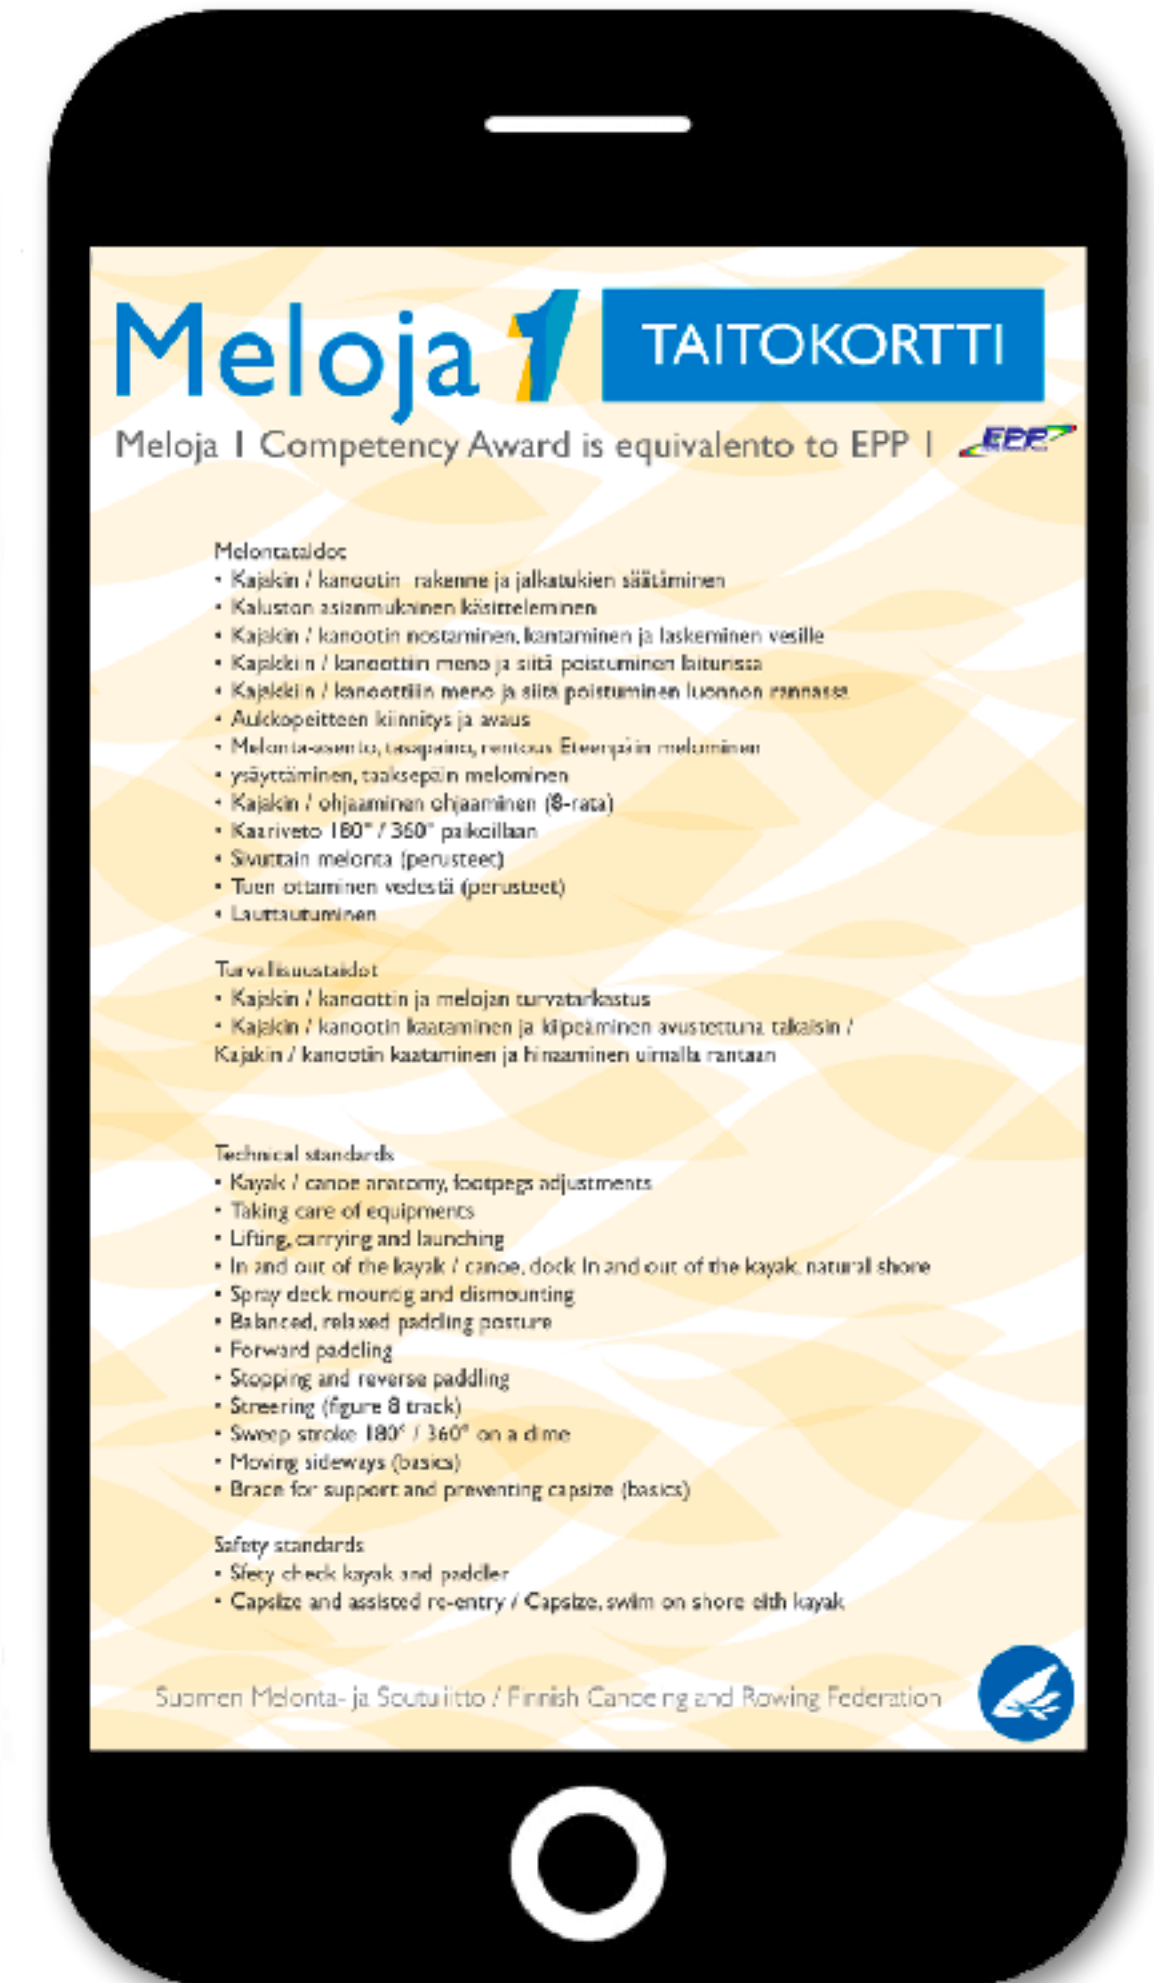 Meloja 1 TAITOKORTTI
Meloja 1 Competency Award is equivalento to EPP 1 EPP
Melontataidot
• Kajakin / kanootin rakenne ja jalkatukien säätäminen
• Kaluston asianmukainen käsitteleminen
• Kajakin / kanootin nostaminen, kantaminen ja laskeminen vesille
• Kajakkiin / kanoottiin meno ja siitä poistuminen laiturissa
• Kajakkiin / kanoottiin meno ja siitä poistuminen luonnon rannassa
• Aukkopeitteen kiinnitys ja avaus
• Melonta-asento, tasapaino, rentous Eteenpäin melominen
• ysäyttäminen, taaksepäin melominen
• Kajakin / ohjaaminen ohjaaminen (8-rata)
• Kaariveto 180° / 360° paikoillaan
• Sivuttain melonta (perusteet)
• Tuen ottaminen vedestä (perusteet)
• Lauttautuminen
Turvallisuustaidot
• Kajakin / kanoottin ja melojan turvatarkastus
• Kajakin / kanootin kaataminen ja kiipeäminen avustettuna takaisin /
Kajakin / kanootin kaataminen ja hinaaminen uimalla rantaan
Technical standards
• Kayak / canoe anatomy, footpegs adjustments
• Taking care of equipments
• Lifting, carrying and launching
• In and out of the kayak / canoe, dock In and out of the kayak, natural shore
• Spray deck mountig and dismounting
• Balanced, relaxed paddling posture
• Forward paddling
• Stopping and reverse paddling
• Streering (figure 8 track)
• Sweep stroke 180° / 360° on a dime
• Moving sideways (basics)
• Brace for support and preventing capsize (basics)
Safety standards
• Sfety check kayak and paddler
• Capsize and assisted re-entry / Capsize, swim on shore eith kayak
Suomen Melonta- ja Soutuliitto / Finnish Canoeing and Rowing Federation